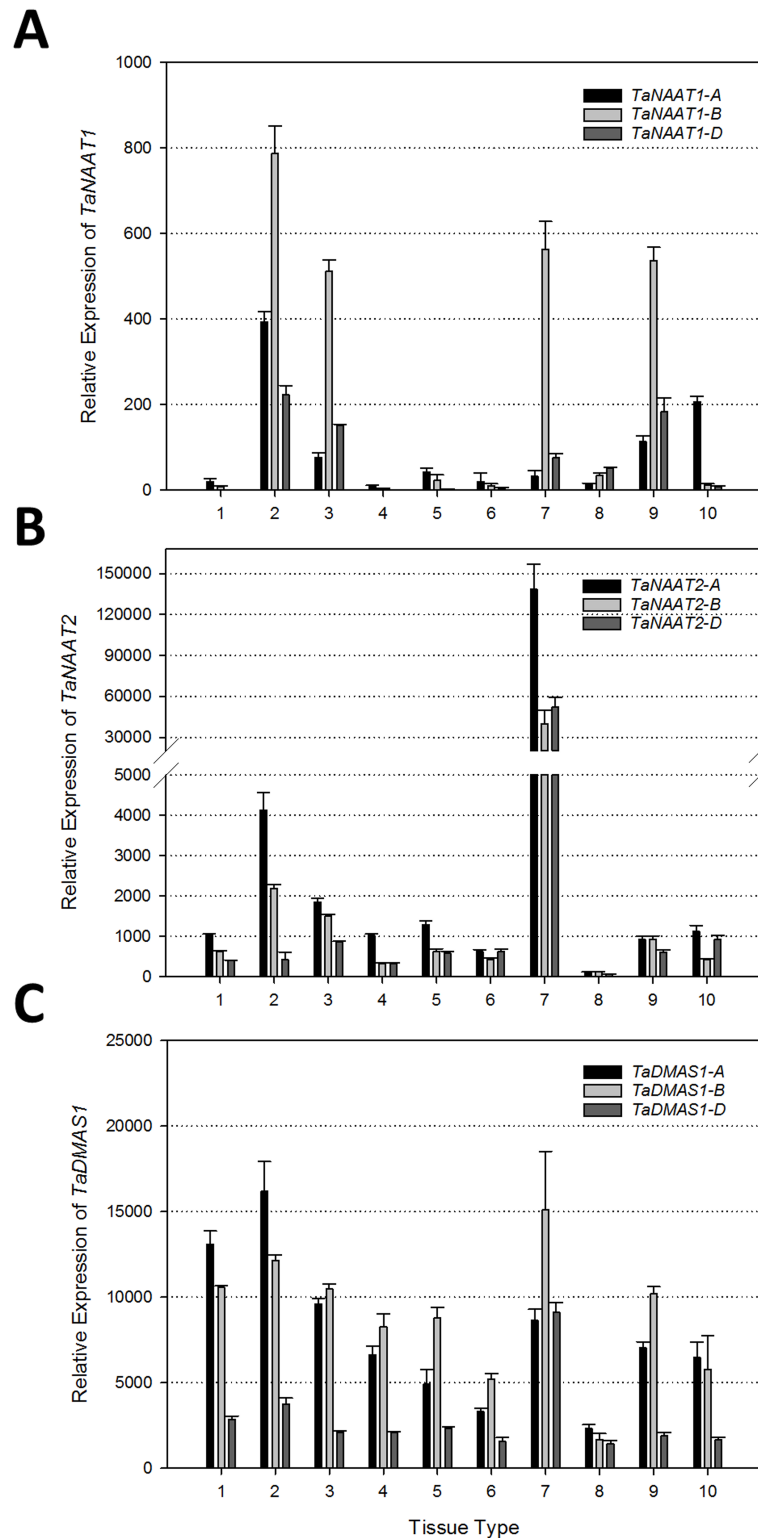 A
Relative Expression of TaNAAT1
1000
800
600
400
200
0
TaNAAT1-A
TaNAAT1-B
TaNAAT1-D
1 2 3 4 5 6 7 8 9 10
B
Relative Expression of TaNAAT2
150000
120000
90000
60000
30000
5000
4000
3000
2000
1000
0
TaNAAT2-A
TaNAAT2-B
TaNAAT2-D
1 2 3 4 5 6 7 8 9 10
C
Relative Expression of TaDMAS1
25000
20000
15000
10000
5000
0
TaDMAS1-A
TaDMAS1-B
TaDMAS1-D
1 2 3 4 5 6 7 8 9 10
Tissue Type